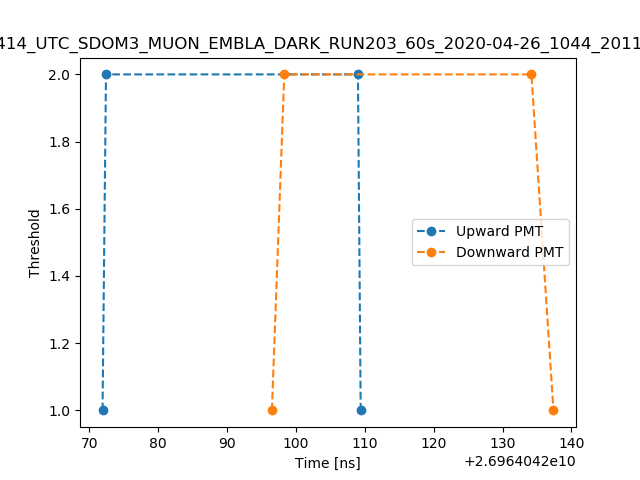 414_UTC_SDOM3_MUON_EMBLA_DARK_RUN203_60s_2020-04-26_1044_2011
2.0
1.8
1.6
1.4
1.2
1.0
Threshold
Upward PMT
Downward PMT
70 80 90 100 110 120 130 140
Time [ns]
+2.6964042e10